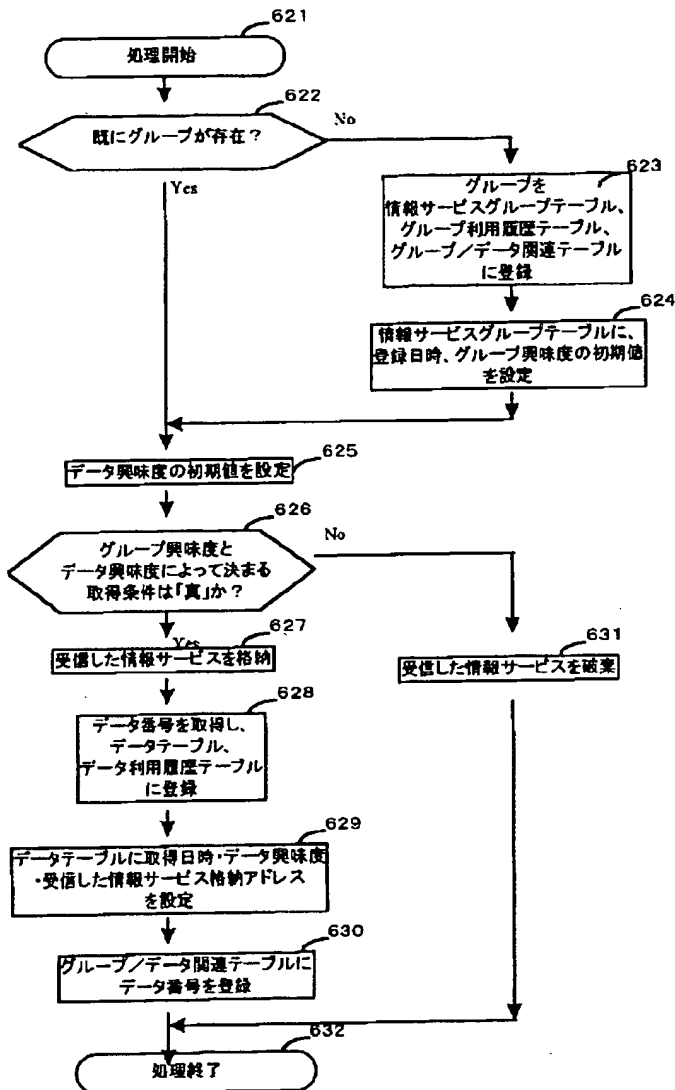 621
処理開始
622
既にグループが存在？
No
Yes
623
グループを
情報サービスグループテーブル、
グループ利用履歴テーブル、
グループ／データ関連テーブル
に登録
624
情報サービスグループテーブルに、
登録日時、グループ興味度の初期値
を設定
625
データ興味度の初期値を設定
626
グループ興味度と
データ興味度によって決まる
取得条件は「真」か？
No
Yes
627
受信した情報サービスを格納
631
受信した情報サービスを破棄
628
データ番号を取得し、
データテーブル、
データ利用履歴テーブル
に登録
629
データテーブルに取得日時・データ興味度
・受信した情報サービス格納アドレス
を設定
630
グループ／データ関連テーブルに
データ番号を登録
632
処理終了